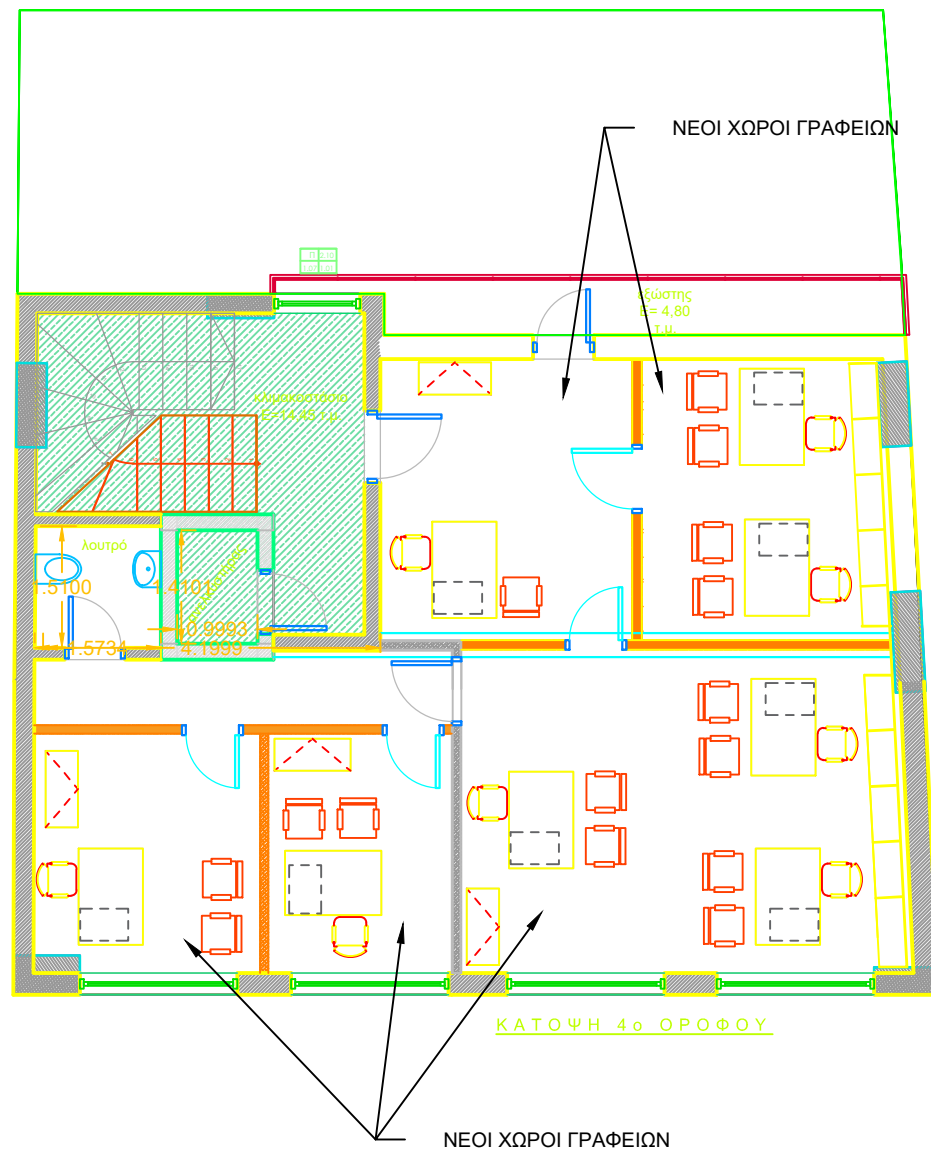 ΝΕΟΙ ΧΩΡΟΙ ΓΡΑΦΕΙΩΝ
εξώστης
Ε= 4,80
τ.μ.
κλιμακοστάσιο
Ε=14.45 τ.μ.
λουτρό
1.5100
1.4101
0.9993
1.5734
4.1999
ΚΑΤΟΨΗ 4ο ΟΡΟΦΟΥ
ΝΕΟΙ ΧΩΡΟΙ ΓΡΑΦΕΙΩΝ